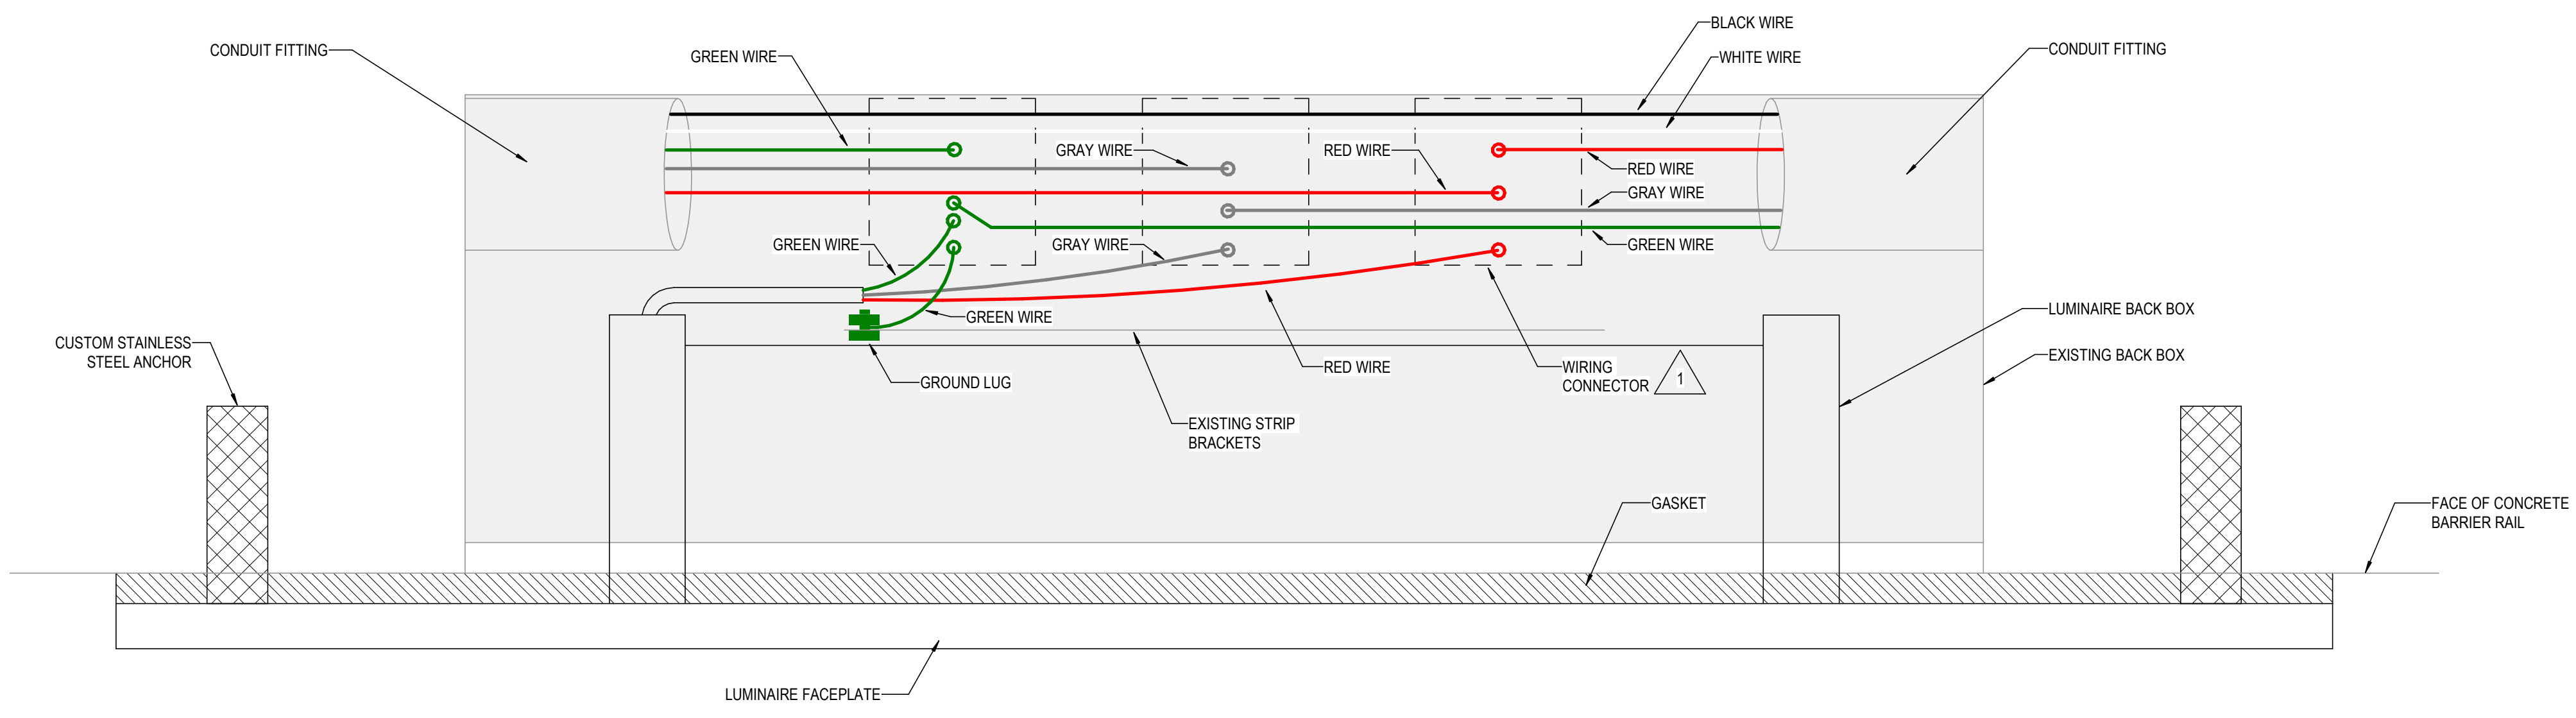 BLACK WIRE
CONDUIT FITTING
GREEN WIRE
WHITE WIRE
CONDUIT FITTING
GRAY WIRE
RED WIRE
RED WIRE
GRAY WIRE
GREEN WIRE
GRAY WIRE
GREEN WIRE
GREEN WIRE
LUMINAIRE BACK BOX
CUSTOM STAINLESS
STEEL ANCHOR
EXISTING BACK BOX
GROUND LUG
RED WIRE
WIRING
CONNECTOR
1
EXISTING STRIP
BRACKETS
GASKET
FACE OF CONCRETE
BARRIER RAIL
LUMINAIRE FACEPLATE